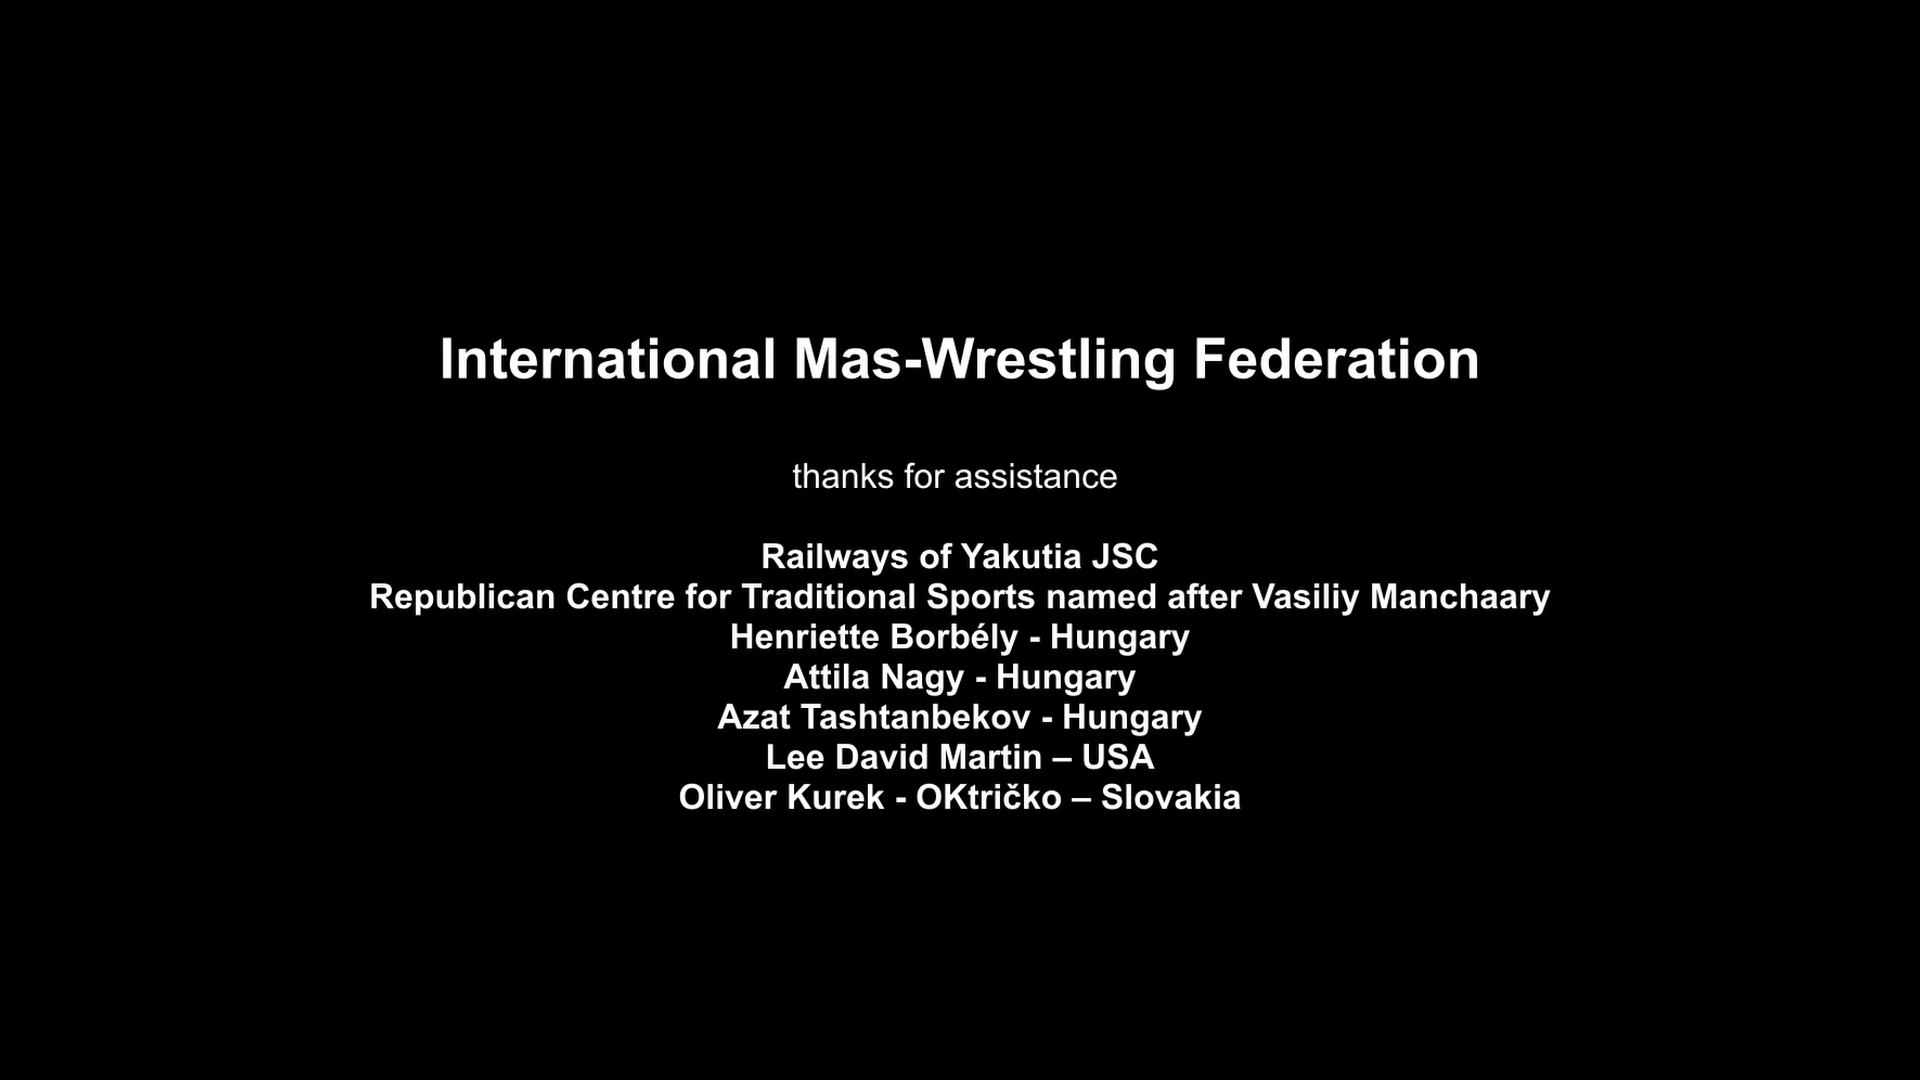 International Mas-Wrestling Federation
thanks for assistance
Railways of Yakutia JSC
Republican Centre for Traditional Sports named after Vasiliy Manchaary
Henriette Borbély - Hungary
Attila Nagy - Hungary
Azat Tashtanbekov - Hungary
Lee David Martin – USA
Oliver Kurek - OKtričko – Slovakia